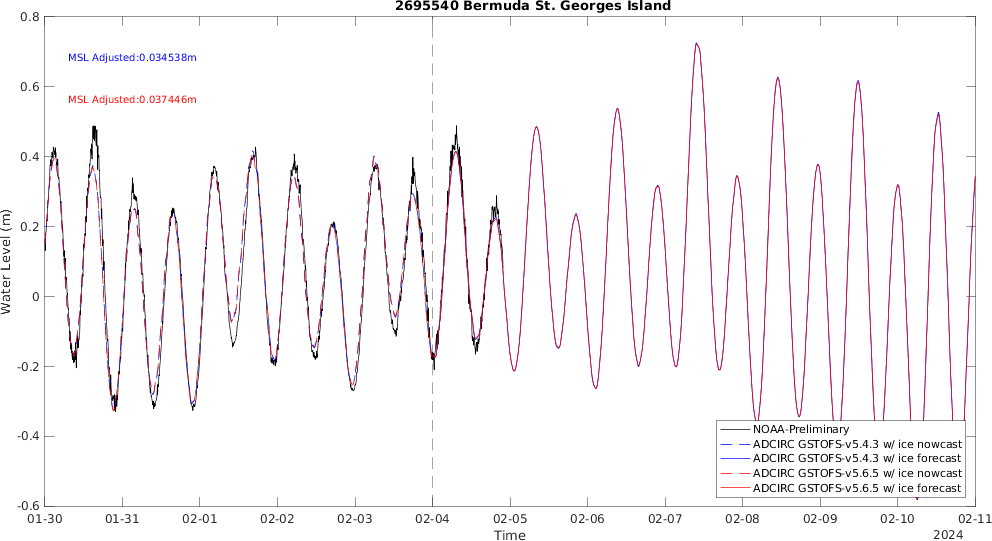 2695540 Bermuda St. Georges Island
0.8
0.6
0.4
0.2
0
-0.2
-0.4
-0.6
Water Level (m)
MSL Adjusted:0.034538m
MSL Adjusted:0.037446m
NOAA-Preliminary
ADCIRC GSTOFS-v5.4.3 w/ ice nowcast
ADCIRC GSTOFS-v5.4.3 w/ ice forecast
ADCIRC GSTOFS-v5.6.5 w/ ice nowcast
ADCIRC GSTOFS-v5.6.5 w/ ice forecast
01-30 01-31 02-01 02-02 02-03 02-04 02-05 02-06 02-07 02-08 02-09 02-10 02-11
Time
2024